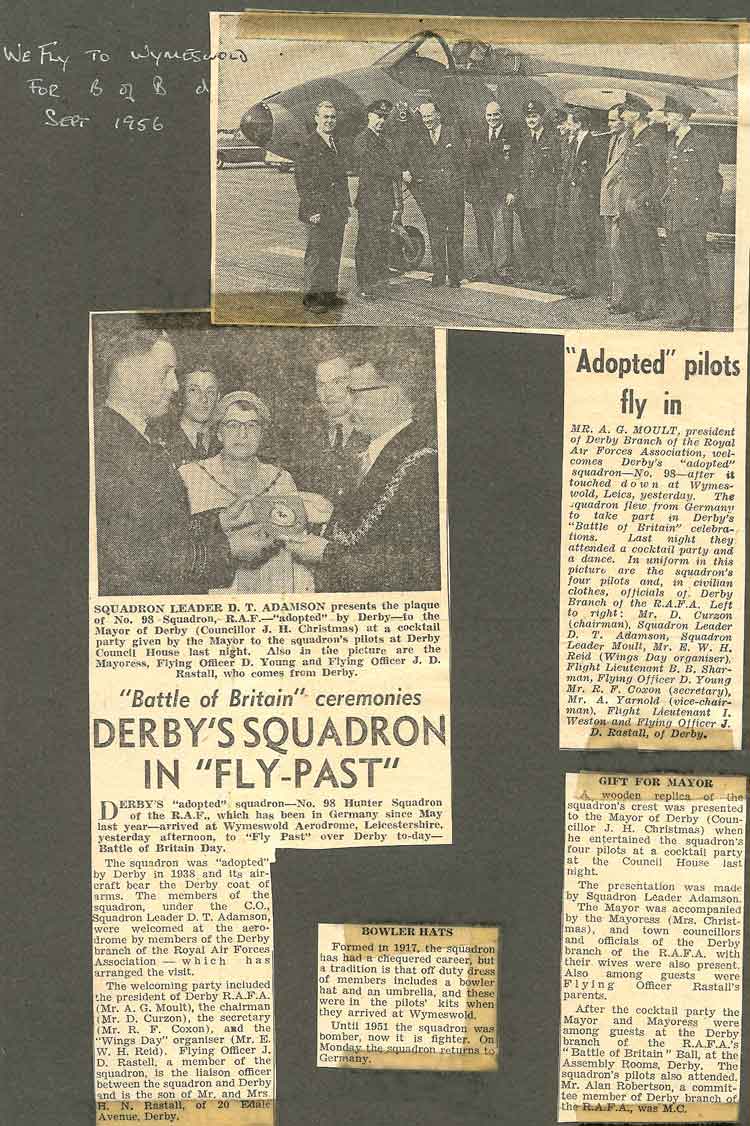 WE FLY TO WYMESWOLD
FOR B of B d
SEPT 1956
"Adopted" pilots
fly in
MR. A. G. MOULT, president
of Derby Branch of the Royal
Air Forces Association, wel-
comes Derby's "adopted"
squadron—No. 98—after it
touched down at Wymes-
wold, Leics, yesterday. The
squadron flew from Germany
to take part in Derby's
"Battle of Britain" celebra-
tions. Last night they
attended a cocktail party and
a dance. In uniform in this
picture are the squadron's
four pilots and, in civilian
clothes, officials of Derby
Branch of the R.A.F.A. Left
to right: Mr. D. Curzon
(chairman), Squadron Leader
D. T. Adamson, Squadron
Leader Moult, Mr. E. W. H.
Reid (Wings Day organiser),
Flight Lieutenant B. B. Shar-
man, Flying Officer D. Young
Mr. R. F. Coxon (secretary),
Mr. A. Yarnold (vice-chair-
man), Flight Lieutenant I.
Weston and Flying Officer J.
D. Rastall, of Derby.
SQUADRON LEADER D. T. ADAMSON presents the plaque
of No. 98 Squadron, R.A.F.—"adopted" by Derby—to the
Mayor of Derby (Councillor J. H. Christmas) at a cocktail
party given by the Mayor to the squadron's pilots at Derby
Council House last night. Also in the picture are the
Mayoress, Flying Officer D. Young and Flying Officer J. D.
Rastall, who comes from Derby.
"Battle of Britain" ceremonies
DERBY'S SQUADRON
IN "FLY-PAST"
DERBY'S "adopted" squadron—No. 98 Hunter Squadron
of the R.A.F., which has been in Germany since May
last year—arrived at Wymeswold Aerodrome, Leicestershire,
yesterday afternoon, to "Fly Past" over Derby to-day—
Battle of Britain Day.
The squadron was "adopted"
by Derby in 1938 and its air-
craft bear the Derby coat of
arms. The members of the
squadron, under the C.O.,
Squadron Leader D. T. Adamson,
were welcomed at the aero-
drome by members of the Derby
branch of the Royal Air Forces
Association — which has
arranged the visit.
The welcoming party included
the president of Derby R.A.F.A.
(Mr. A. G. Moult), the chairman
(Mr. D. Curzon), the secretary
(Mr. R. F. Coxon), and the
"Wings Day" organiser (Mr. E.
W. H. Reid). Flying Officer J.
D. Rastell, a member of the
squadron, is the liaison officer
between the squadron and Derby
and is the son of Mr. and Mrs.
H. N. Rastall, of 20 Edale
Avenue, Derby.
BOWLER HATS
Formed in 1917, the squadron
has had a chequered career, but
a tradition is that off duty dress
of members includes a bowler
hat and an umbrella, and these
were in the pilots' kits when
they arrived at Wymeswold.
Until 1951 the squadron was
bomber, now it is fighter. On
Monday the squadron returns to
Germany.
GIFT FOR MAYOR
A wooden replica of the
squadron's crest was presented
to the Mayor of Derby (Coun-
cillor J. H. Christmas) when
he entertained the squadron's
four pilots at a cocktail party
at the Council House last
night.
The presentation was made
by Squadron Leader Adamson.
The Mayor was accompanied
by the Mayoress (Mrs. Christ-
mas), and town councillors
and officials of the Derby
branch of the R.A.F.A. with
their wives were also present.
Also among guests were
Flying Officer Rastall's
parents.
After the cocktail party the
Mayor and Mayoress were
among guests at the Derby
branch of the R.A.F.A.'s
"Battle of Britain" Ball, at the
Assembly Rooms, Derby. The
squadron's pilots also attended.
Mr. Alan Robertson, a commit-
tee member of Derby branch of
the R.A.F.A., was M.C.